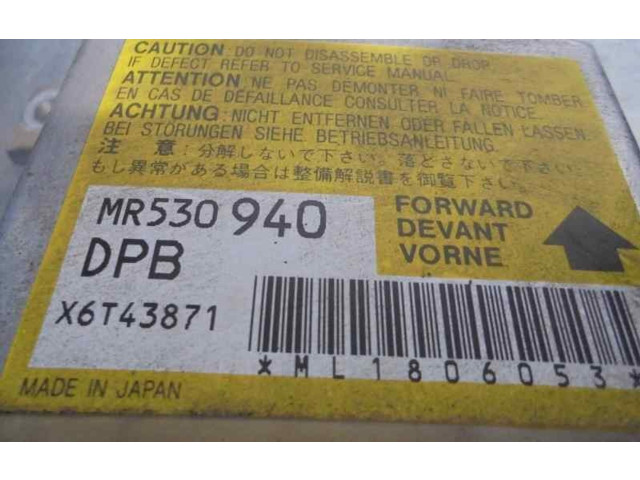 CAUTION: DO NOT DISASSEMBLE OR DROP.
IF DEFECT REFER TO SERVICE MANUAL.
ATTENTION: NE PAS DEMONTER NI FAIRE TOMBER
EN CAS DE DEFAILLANCE CONSULTER LA NOTICE.
ACHTUNG: NICHT ENTFERNEN ODER FALLEN LASSEN.
BEI STÖRUNGEN SIEHE BETRIEBSANLEITUNG.
注 意:分解しないで下さい。落とさないで下さい。
もし異常がある場合は整備解説書を御覧下さい。
MR530 940
DPB
X6T43871
FORWARD
DEVANT
VORNE
*ML1806053*
MADE IN JAPAN